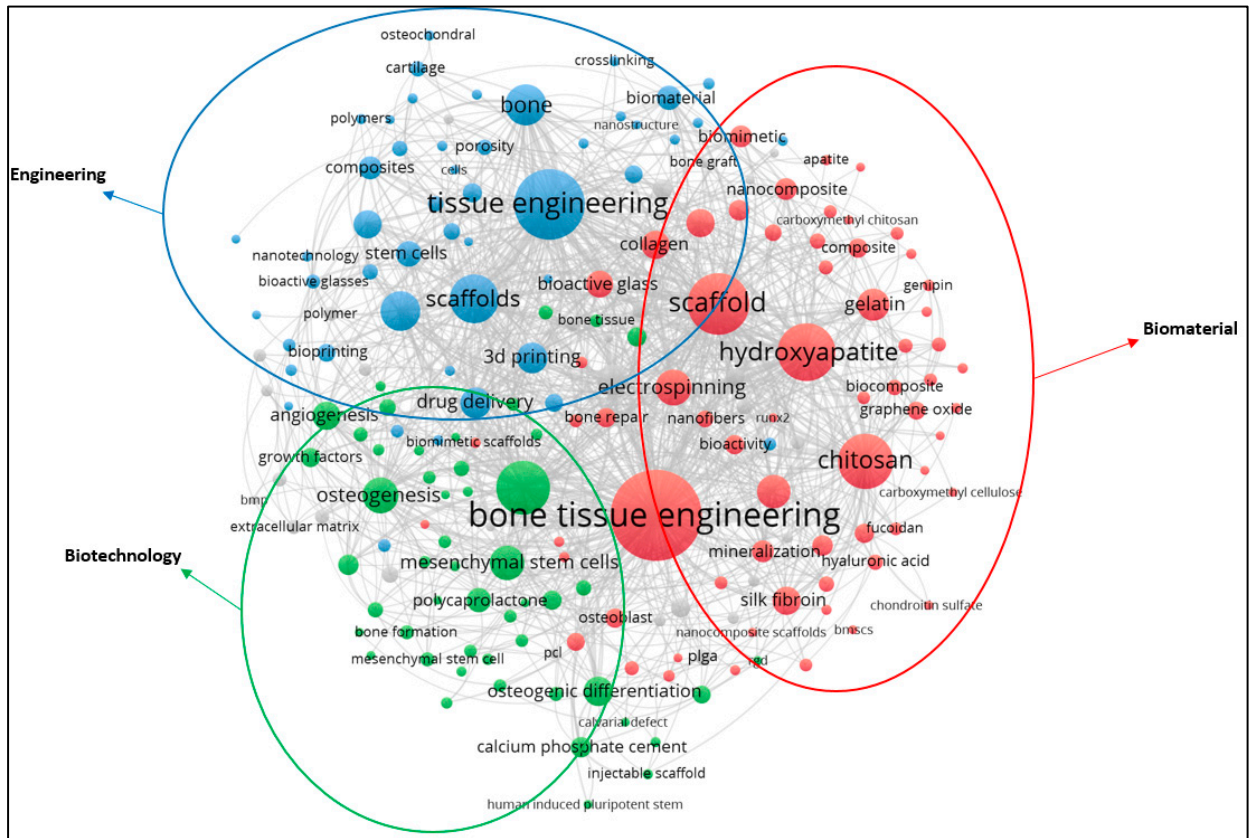 osteochondral
crosslinking
cartilage
biomaterial
bone
polymers
nanostructure
biomimetic
porosity
composites
cells
bone graft
apatite
Engineering
nanocomposite
tissue engineering
carboxymethyl chitosan
collagen
composite
stem cells
nanotechnology
bioactive glasses
bioactive glass
genipin
scaffolds
scaffold
gelatin
polymer
bone tissue
Biomaterial
bioprinting
3d printing
hydroxyapatite
electrospinning
biocomposite
drug delivery
graphene oxide
angiogenesis
bone repair
nanofibers
runx2
biomimetic scaffolds
bioactivity
growth factors
chitosan
osteogenesis
carboxymethyl cellulose
bmp
bone tissue engineering
extracellular matrix
fucoidan
Biotechnology
mineralization
hyaluronic acid
mesenchymal stem cells
polycaprolactone
silk fibroin
chondroitin sulfate
osteoblast
bone formation
nanocomposite scaffolds
bmscs
pcl
plga
rgd
mesenchymal stem cell
osteogenic differentiation
calvarial defect
calcium phosphate cement
injectable scaffold
human induced pluripotent stem